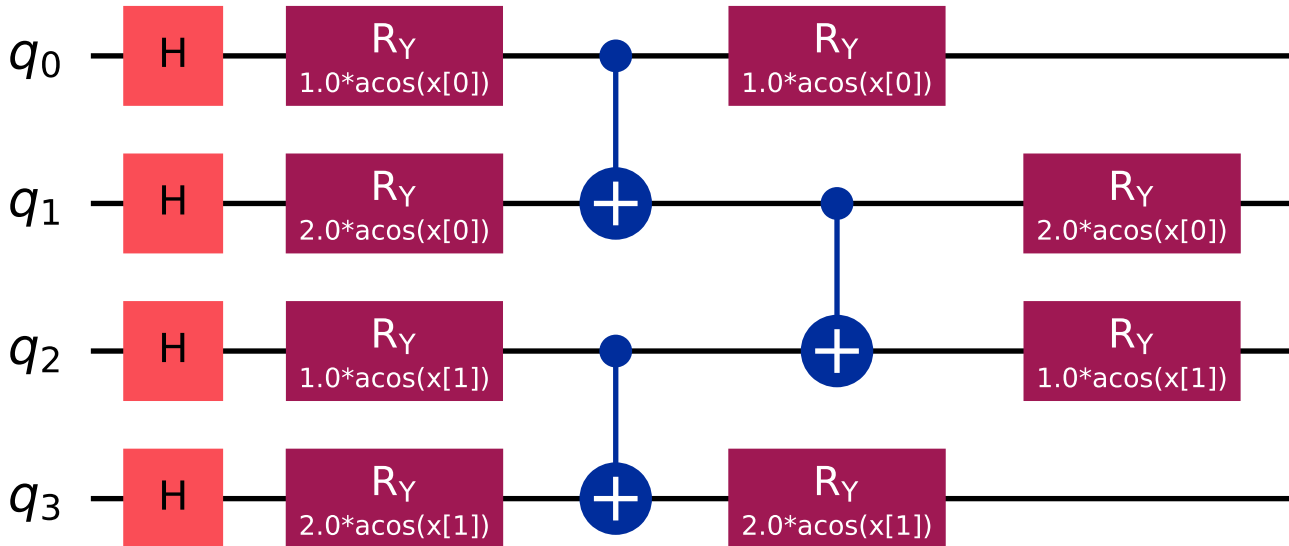 q0 H RY RY
1.0*acos(x[0]) 1.0*acos(x[0])
q1 H RY RY
2.0*acos(x[0]) 2.0*acos(x[0])
q2 H RY RY
1.0*acos(x[1]) 1.0*acos(x[1])
q3 H RY RY
2.0*acos(x[1]) 2.0*acos(x[1])